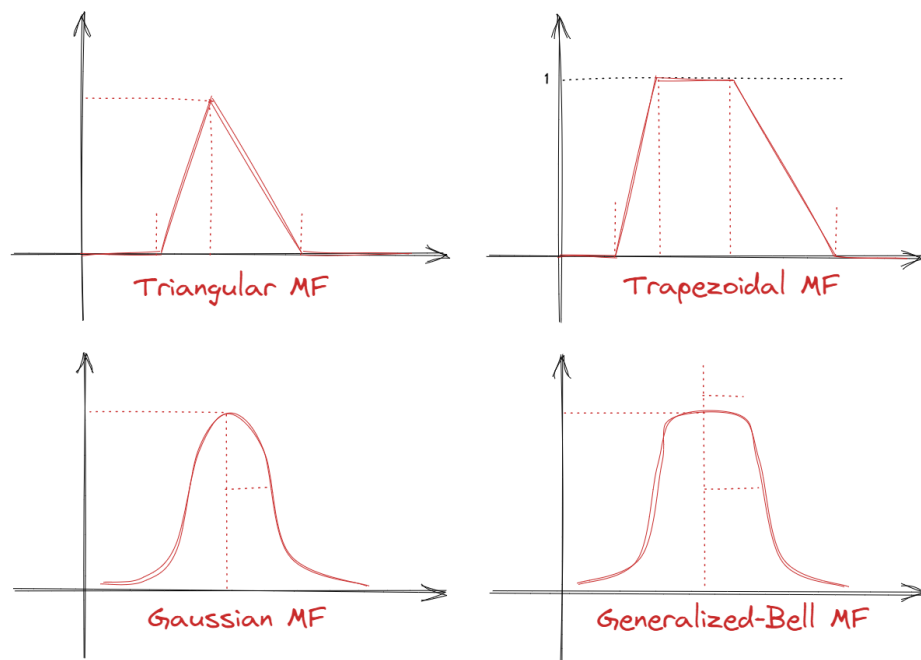 Triangular MF
1
Trapezoidal MF
Gaussian MF
Generalized-Bell MF